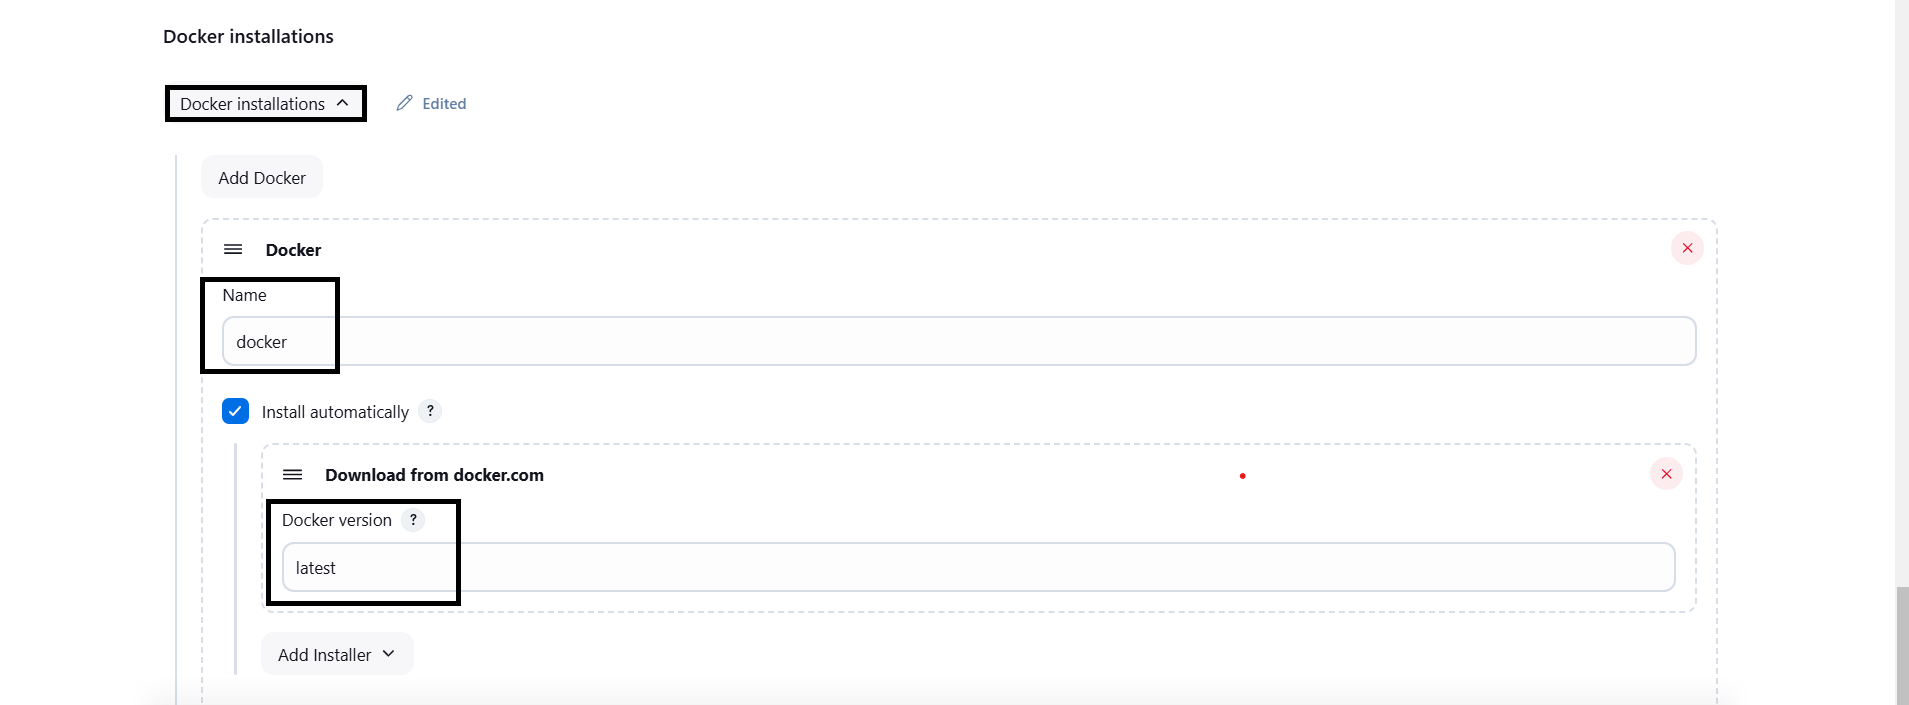 Docker installations
Docker installations
Edited
Add Docker
Docker
Name
docker
Install automatically ?
Download from docker.com
Docker version ?
latest
Add Installer